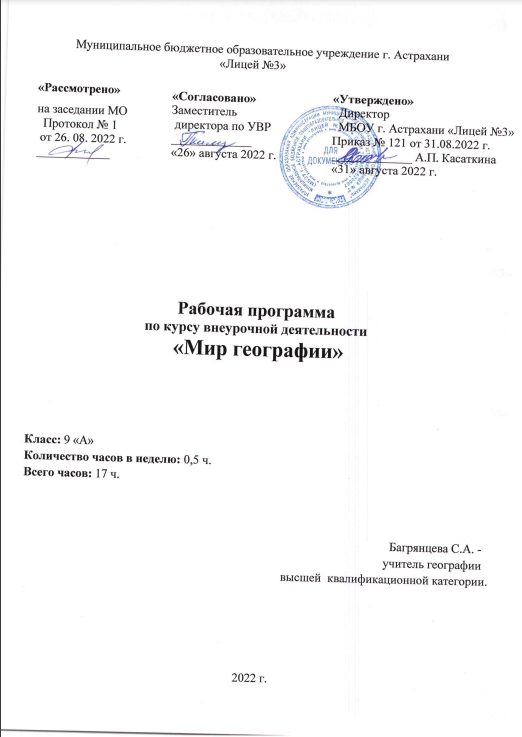 Муниципальное бюджетное образовательное учреждение г. Астрахани
«Лицей №3»
«Рассмотрено»
на заседании МО
Протокол № 1
от 26. 08. 2022 г.
«Согласовано»
Заместитель
директора по УВР
«26» августа 2022 г.
«Утверждено»
Директор
МБОУ г. Астрахани «Лицей №3»
Приказ № 121 от 31.08.2022 г.
А.П. Касаткина
«31» августа 2022 г.
ДЛЯ
Рабочая программа
по курсу внеурочной деятельности
«Мир географии»
Класс: 9 «А»
Количество часов в неделю: 0,5 ч.
Всего часов: 17 ч.
Багрянцева С.А. -
учитель географии
высшей квалификационной категории.
2022 г.